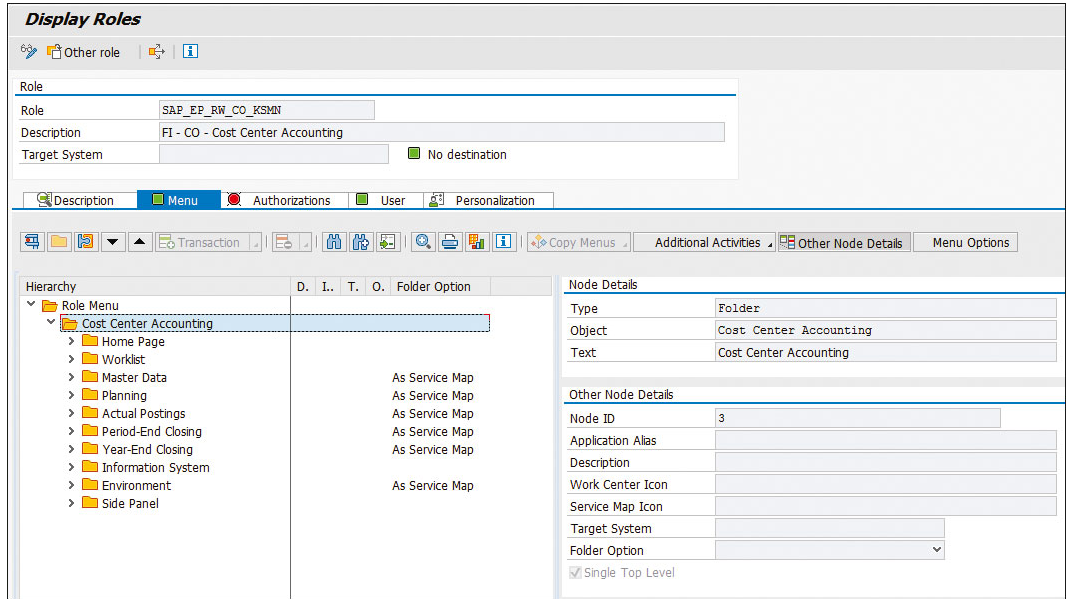 Display Roles
Other role
Role
Role SAP_EP_RW_CO_KSMN
Description FI - CO - Cost Center Accounting
Target System No destination
Description Menu Authorizations User Personalization
Transaction Copy Menus Additional Activities Other Node Details Menu Options
Hierarchy D. I.. T. O. Folder Option
Role Menu
Cost Center Accounting
Home Page
Worklist
Master Data As Service Map
Planning As Service Map
Actual Postings As Service Map
Period-End Closing As Service Map
Year-End Closing As Service Map
Information System
Environment As Service Map
Side Panel
Node Details
Type Folder
Object Cost Center Accounting
Text Cost Center Accounting
Other Node Details
Node ID 3
Application Alias
Description
Work Center Icon
Service Map Icon
Target System
Folder Option
Single Top Level